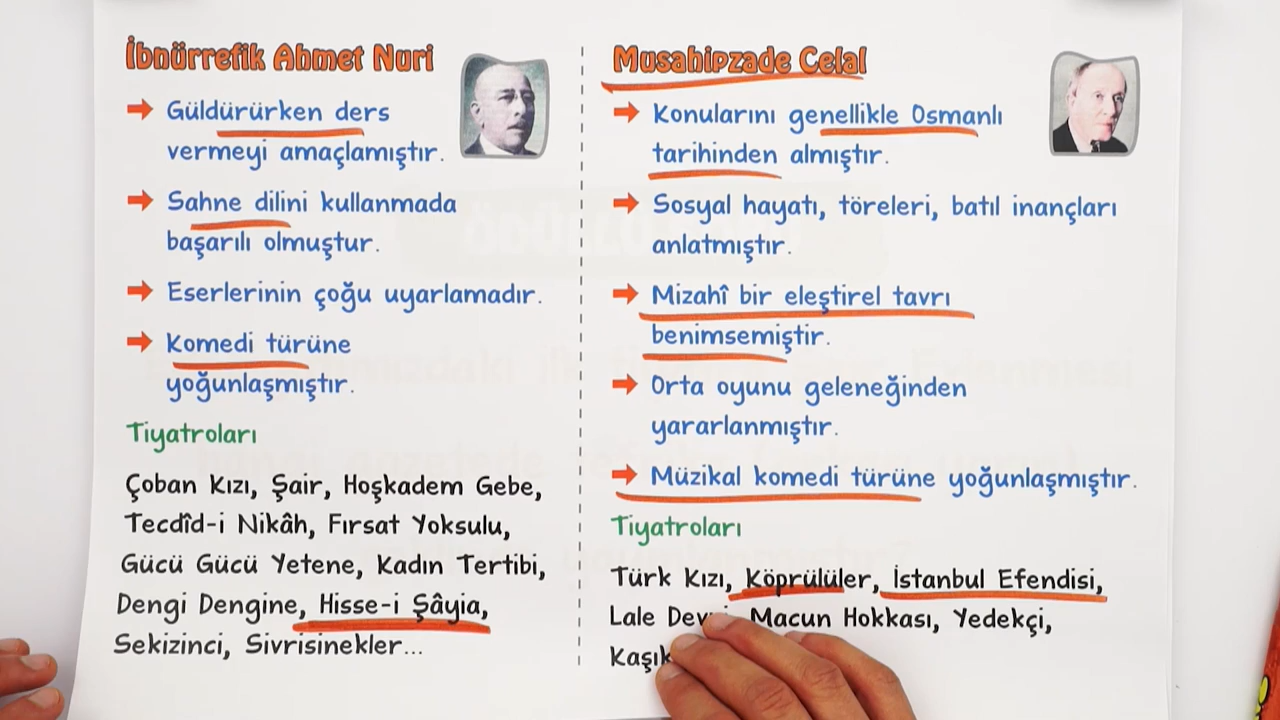 İbnürrefik Ahmet Nuri
➡ Güldürürken ders
vermeyi amaçlamıştır.
➡ Sahne dilini kullanmada
başarılı olmuştur.
➡ Eserlerinin çoğu uyarlamadır.
➡ Komedi türüne
yoğunlaşmıştır.
Tiyatroları
Çoban Kızı, Şair, Hoşkadem Gebe,
Tecdîd-i Nikâh, Fırsat Yoksulu,
Gücü Gücü Yetene, Kadın Tertibi,
Dengi Dengine, Hisse-i Şâyia,
Sekizinci, Sivrisinekler...
Musahipzade Celal
➡ Konularını genellikle Osmanlı
tarihinden almıştır.
➡ Sosyal hayatı, töreleri, batıl inançları
anlatmıştır.
➡ Mizahî bir eleştirel tavrı
benimsemiştir.
➡ Orta oyunu geleneğinden
yararlanmıştır.
➡ Müzikal komedi türüne yoğunlaşmıştır.
Tiyatroları
Türk Kızı, Köprülüler, İstanbul Efendisi,
Lale Macun Hokkası, Yedekçi,